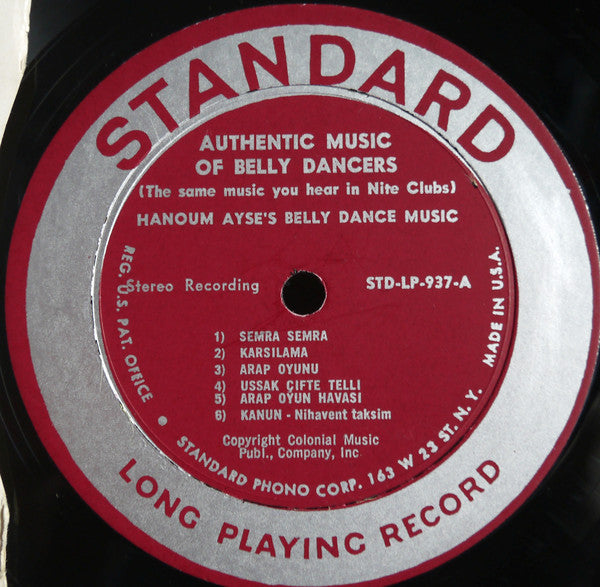 STANDARD
AUTHENTIC MUSIC
OF BELLY DANCERS
(The same music you hear in Nite Clubs)
HANOUM AYSE'S BELLY DANCE MUSIC
Stereo Recording
STD-LP-937-A
1) SEMRA SEMRA
2) KARSILAMA
3) ARAP OYUNU
4) USSAK ÇIFTE TELLI
5) ARAP OYUN HAVASI
6) KANUN - Nihavent taksim
Copyright Colonial Music
Publ., Company, Inc
REG. U.S. PAT. OFFICE • STANDARD PHONO CORP. 163 W 23 ST. N. Y. MADE IN U.S.A.
LONG PLAYING RECORD